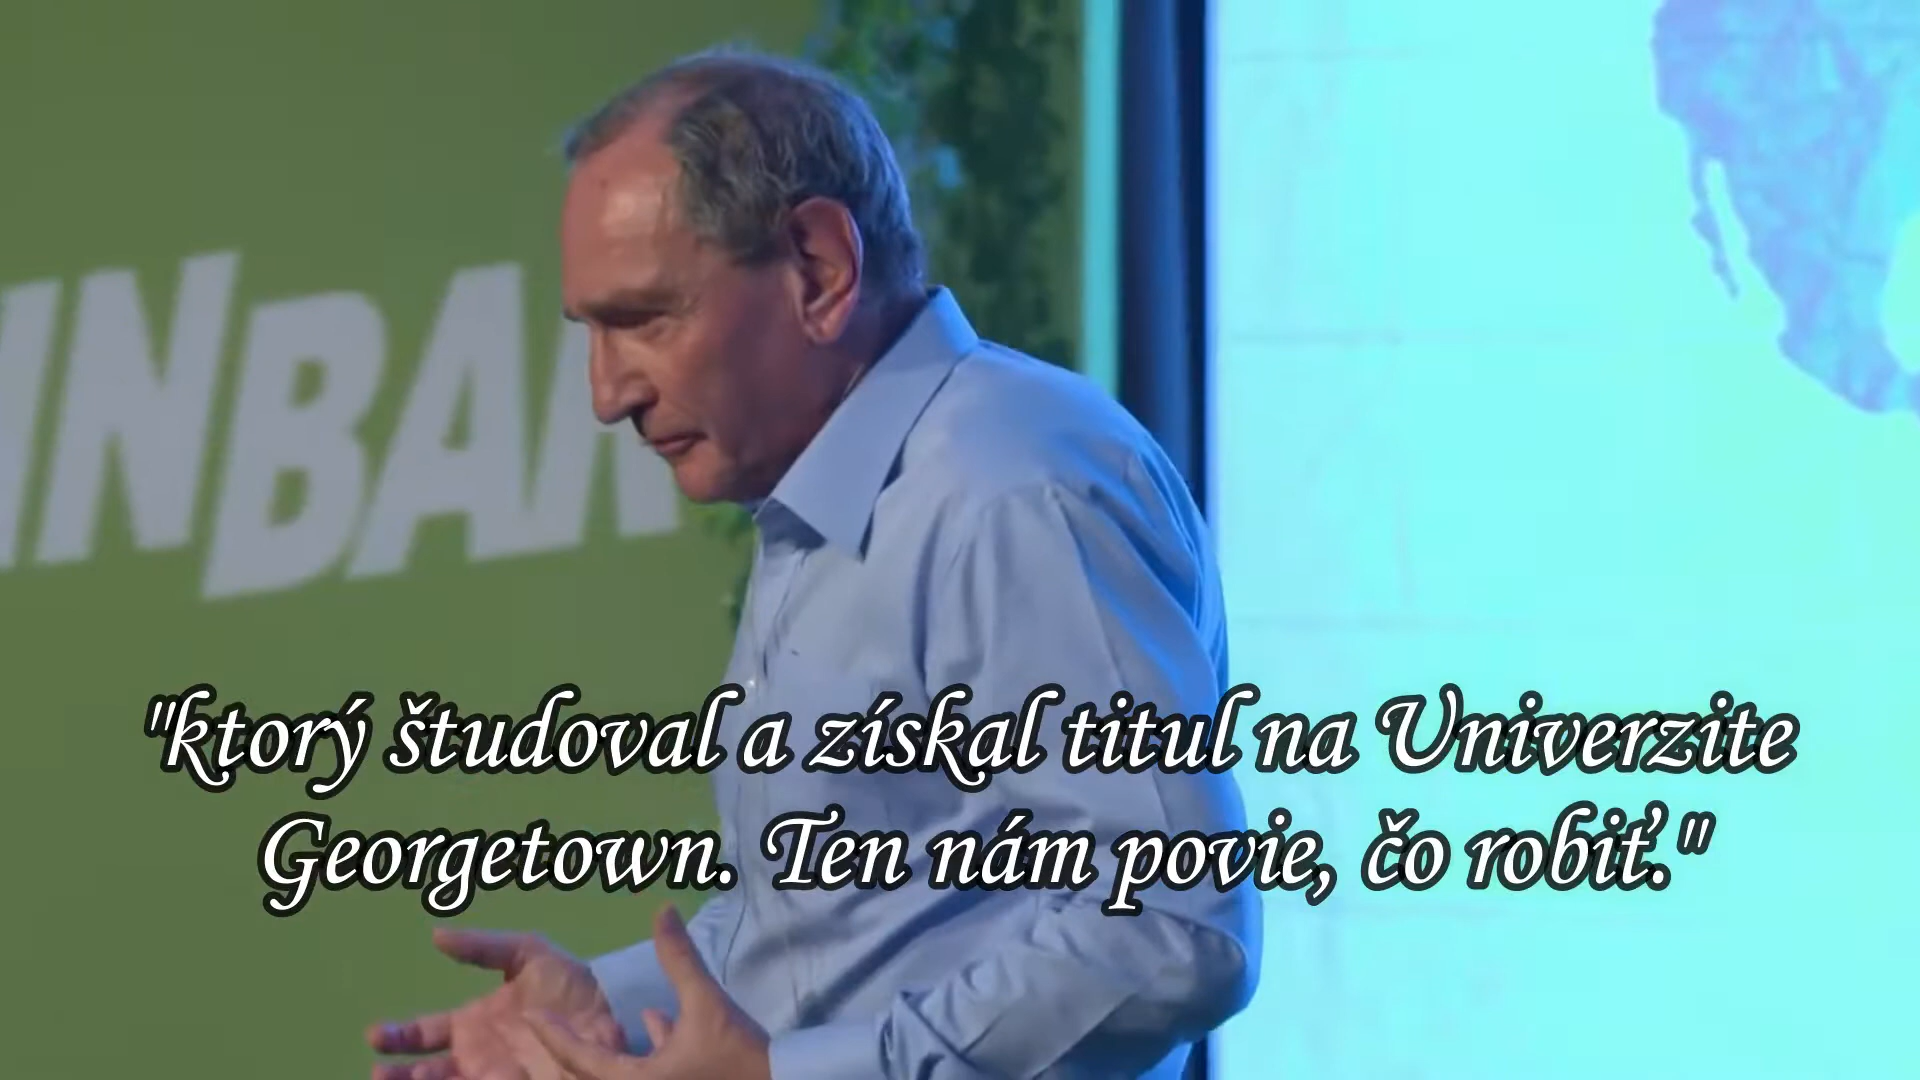 INBAR
"ktorý študoval a získal titul na Univerzite
Georgetown. Ten nám povie, čo robiť."